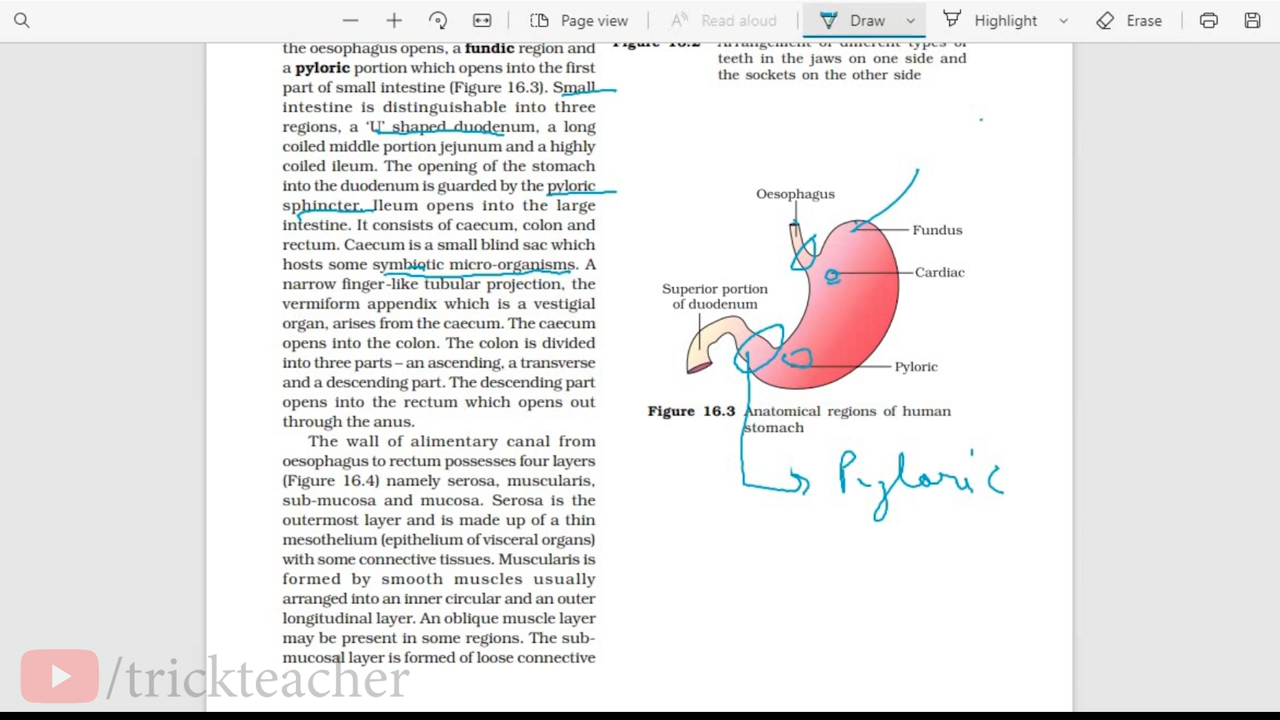 Page view
Read aloud
Draw
Highlight
Erase
the oesophagus opens, a fundic region and
a pyloric portion which opens into the first
part of small intestine (Figure 16.3). Small
intestine is distinguishable into three
regions, a ‘U’ shaped duodenum, a long
coiled middle portion jejunum and a highly
coiled ileum. The opening of the stomach
into the duodenum is guarded by the pyloric
sphincter. Ileum opens into the large
intestine. It consists of caecum, colon and
rectum. Caecum is a small blind sac which
hosts some symbiotic micro-organisms. A
narrow finger-like tubular projection, the
vermiform appendix which is a vestigial
organ, arises from the caecum. The caecum
opens into the colon. The colon is divided
into three parts – an ascending, a transverse
and a descending part. The descending part
opens into the rectum which opens out
through the anus.
The wall of alimentary canal from
oesophagus to rectum possesses four layers
(Figure 16.4) namely serosa, muscularis,
sub-mucosa and mucosa. Serosa is the
outermost layer and is made up of a thin
mesothelium (epithelium of visceral organs)
with some connective tissues. Muscularis is
formed by smooth muscles usually
arranged into an inner circular and an outer
longitudinal layer. An oblique muscle layer
may be present in some regions. The sub-
mucosal layer is formed of loose connective
Figure 16.2 Arrangement of different types of
teeth in the jaws on one side and
the sockets on the other side
Oesophagus
Fundus
Cardiac
Superior portion
of duodenum
Pyloric
Figure 16.3 Anatomical regions of human
stomach
Pyloric
/trickteacher